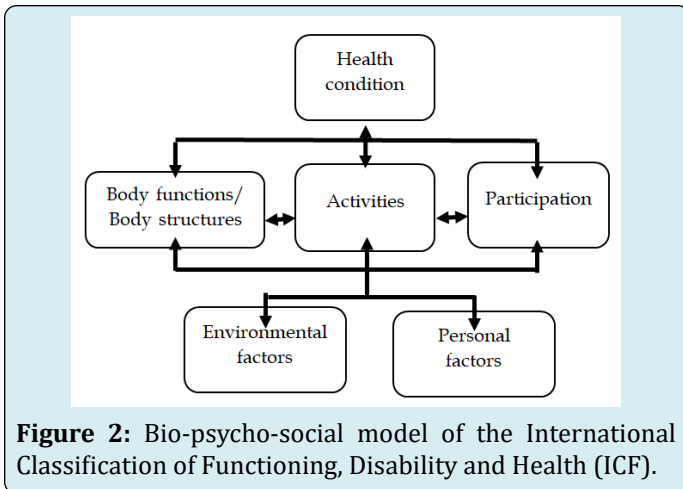 Health
condition
Body functions/
Body structures
Activities
Participation
Environmental
factors
Personal
factors
Figure 2: Bio-psycho-social model of the International
Classification of Functioning, Disability and Health (ICF).